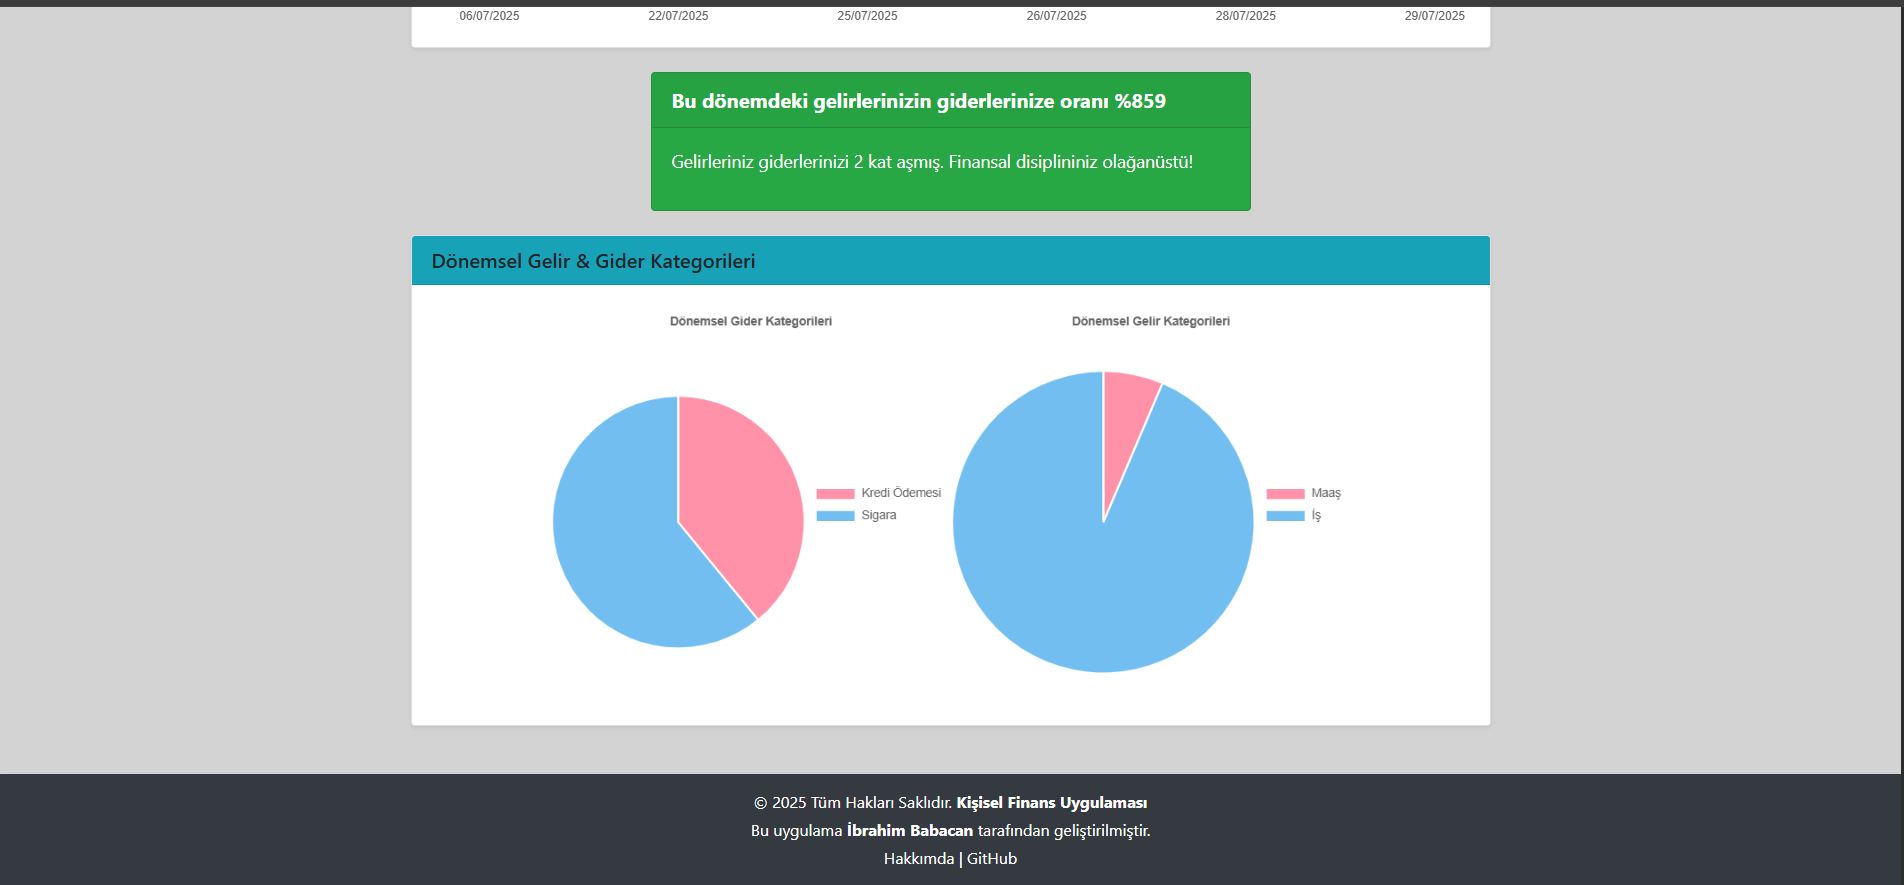 06/07/2025 22/07/2025 25/07/2025 26/07/2025 28/07/2025 29/07/2025
Bu dönemdeki gelirlerinizin giderlerinize oranı %859
Gelirleriniz giderlerinizi 2 kat aşmış. Finansal disiplininiz olağanüstü!
Dönemsel Gelir & Gider Kategorileri
Dönemsel Gider Kategorileri
Kredi Ödemesi
Sigara
Dönemsel Gelir Kategorileri
Maaş
İş
© 2025 Tüm Hakları Saklıdır. Kişisel Finans Uygulaması
Bu uygulama İbrahim Babacan tarafından geliştirilmiştir.
Hakkımda | GitHub